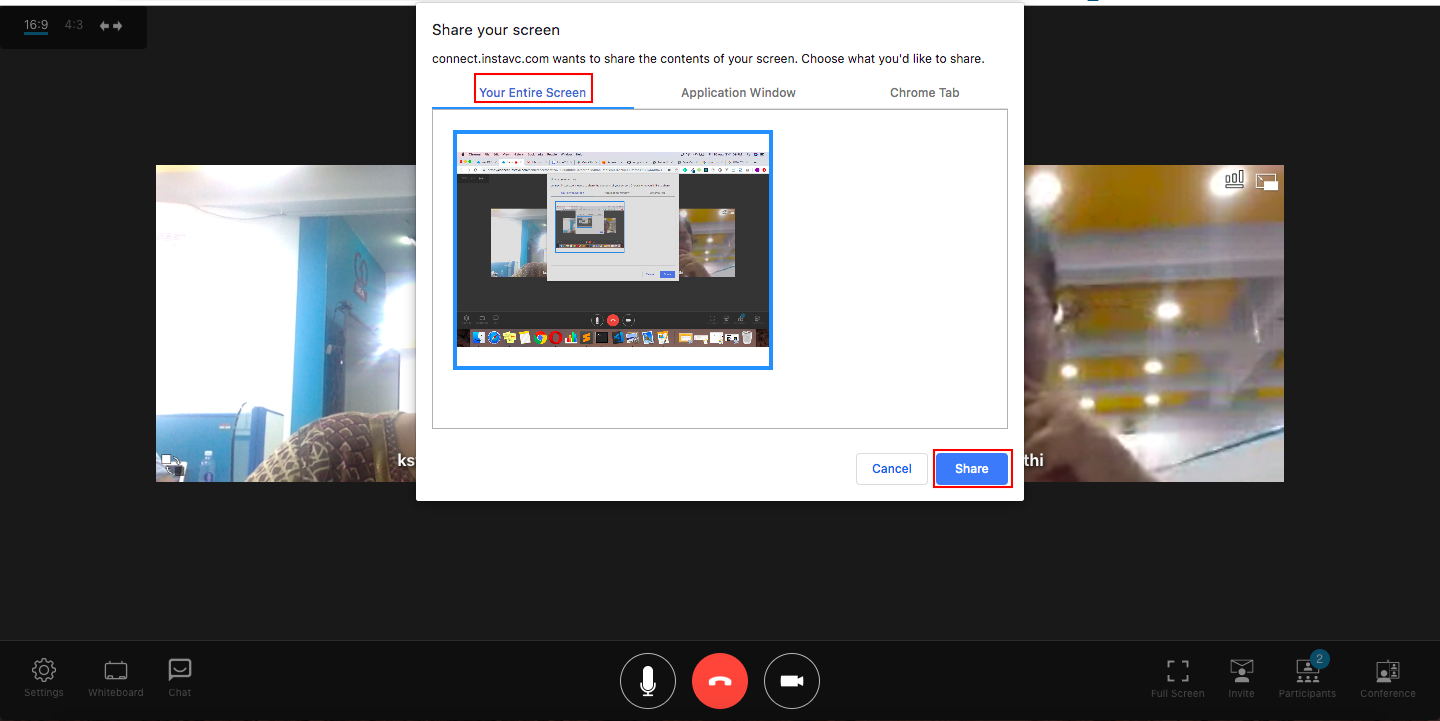 16:9 4:3
Share your screen
connect.instavc.com wants to share the contents of your screen. Choose what you'd like to share.
Your Entire Screen
Application Window
Chrome Tab
ks
thi
Cancel
Share
Settings
Whiteboard
Chat
Full Screen
Invite
2
Participants
Conference